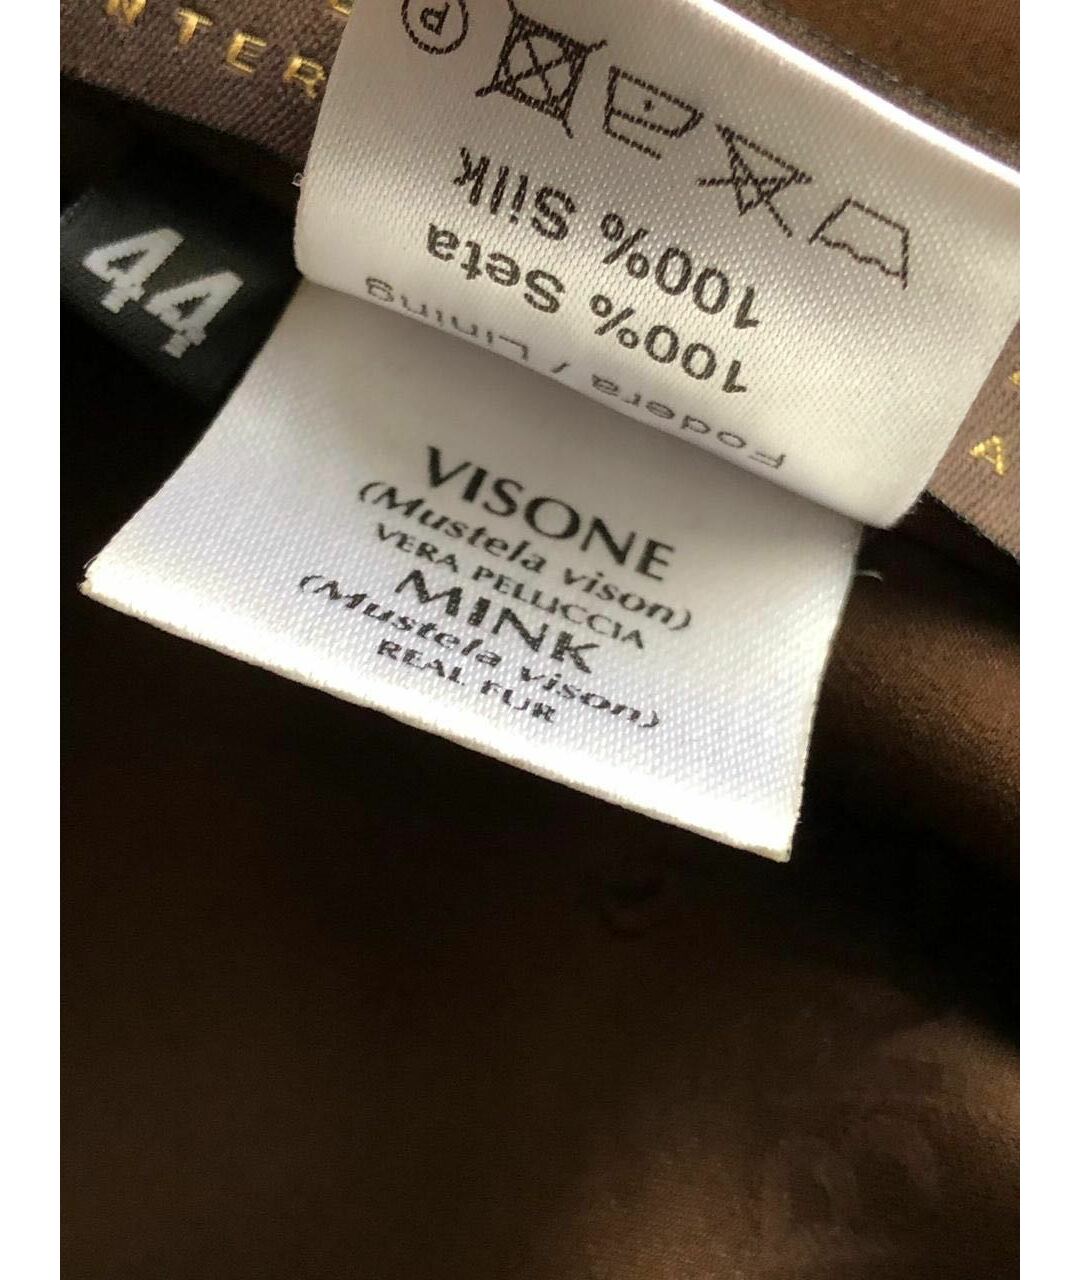 44
Fodera / Lining
100% Seta
100% Silk
P
VISONE
(Mustela vison)
VERA PELLICCIA
MINK
(Mustela vison)
REAL FUR